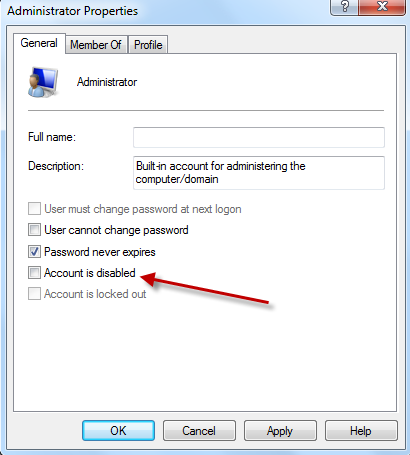 Administrator Properties
General Member Of Profile
Administrator
Full name:
Description: Built-in account for administering the
computer/domain
User must change password at next logon
User cannot change password
Password never expires
Account is disabled
Account is locked out
OK Cancel Apply Help